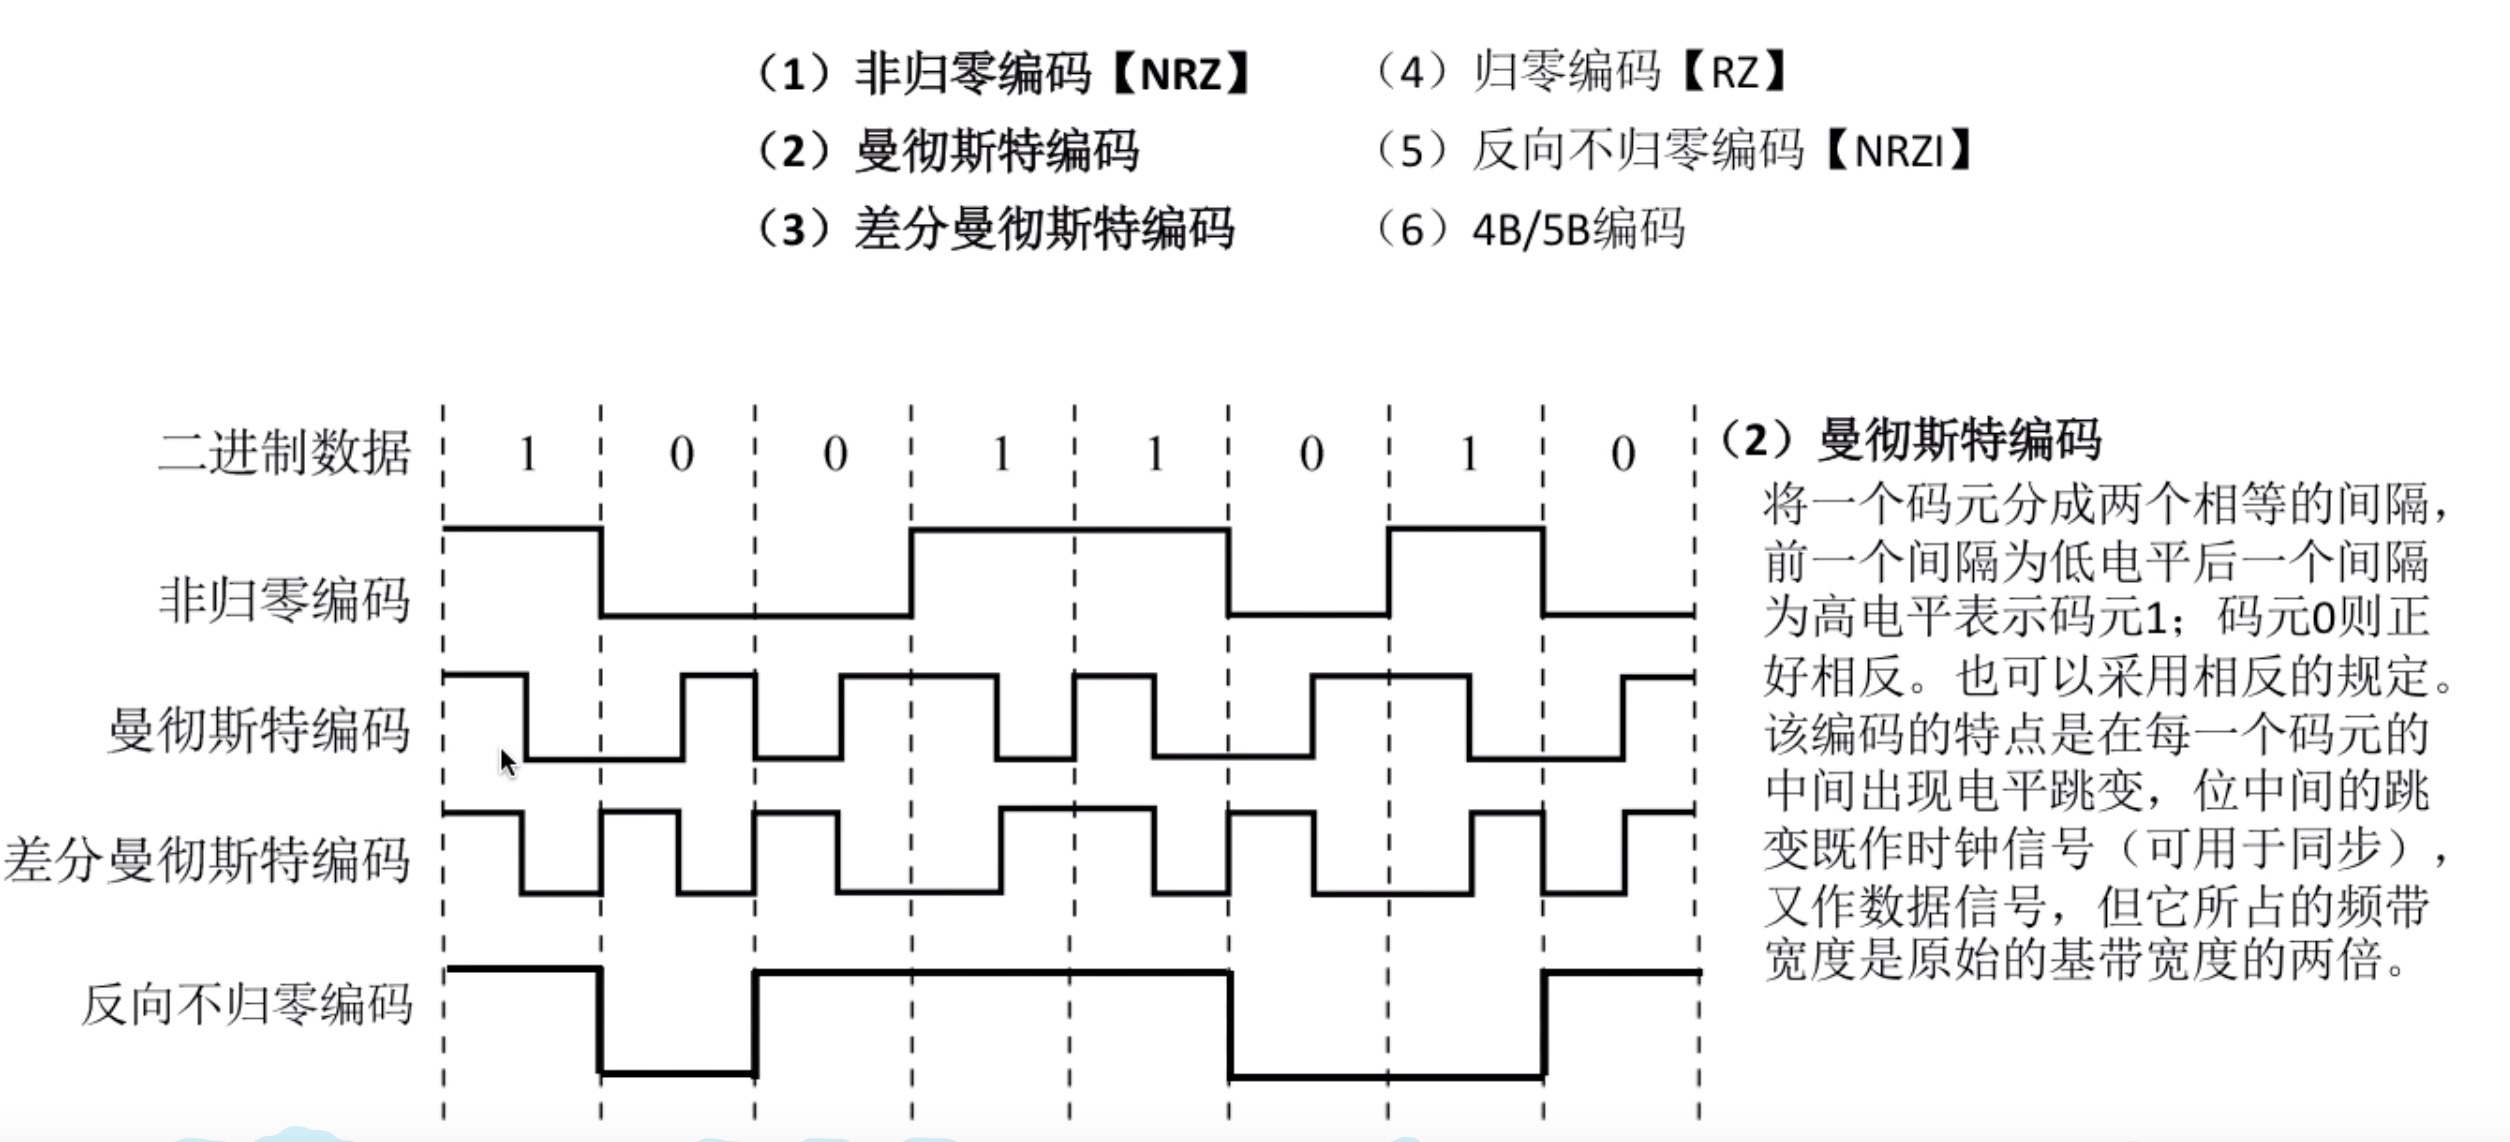 （1）非归零编码【NRZ】
（2）曼彻斯特编码
（3）差分曼彻斯特编码
（4）归零编码【RZ】
（5）反向不归零编码【NRZI】
（6）4B/5B编码
二进制数据 1 0 0 1 1 0 1 0
非归零编码
曼彻斯特编码
差分曼彻斯特编码
反向不归零编码
（2）曼彻斯特编码
将一个码元分成两个相等的间隔，
前一个间隔为低电平后一个间隔
为高电平表示码元1；码元0则正
好相反。也可以采用相反的规定。
该编码的特点是在每一个码元的
中间出现电平跳变，位中间的跳
变既作时钟信号（可用于同步），
又作数据信号，但它所占的频带
宽度是原始的基带宽度的两倍。